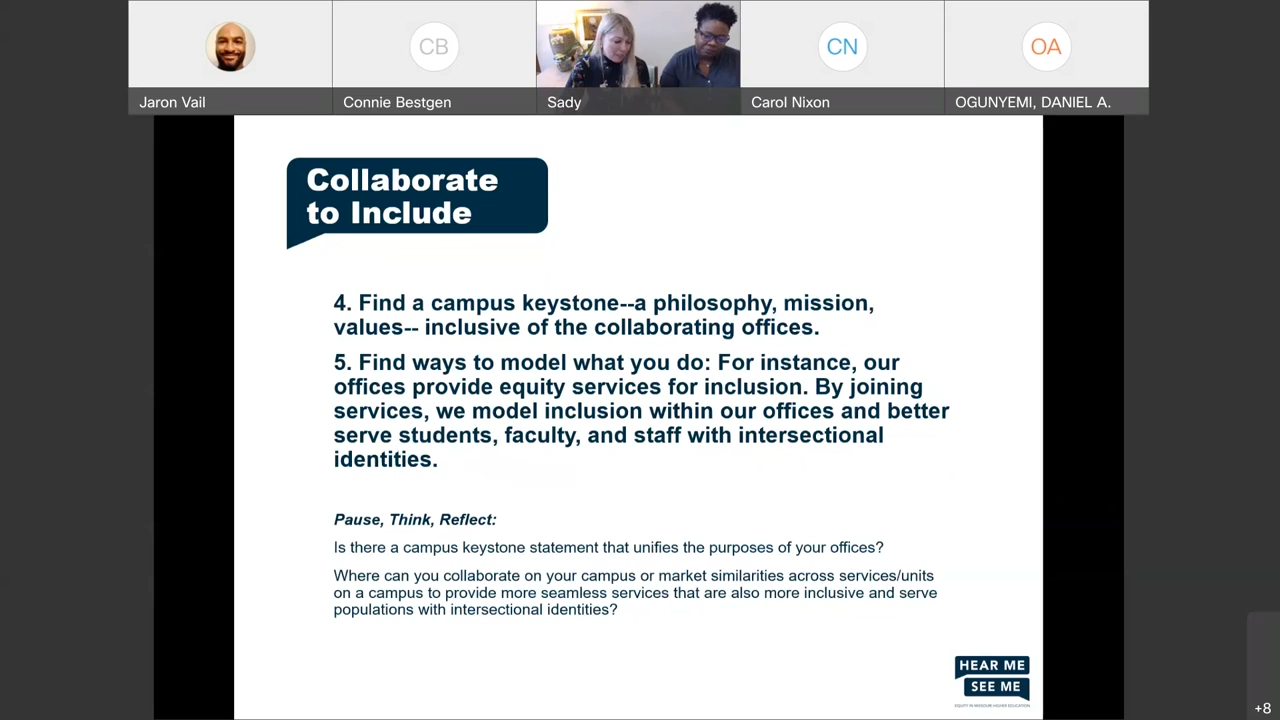 CB
CN
OA
Jaron Vail
Connie Bestgen
Sady
Carol Nixon
OGUNYEMI, DANIEL A.
Collaborate
to Include
4. Find a campus keystone--a philosophy, mission,
values-- inclusive of the collaborating offices.
5. Find ways to model what you do: For instance, our
offices provide equity services for inclusion. By joining
services, we model inclusion within our offices and better
serve students, faculty, and staff with intersectional
identities.
Pause, Think, Reflect:
Is there a campus keystone statement that unifies the purposes of your offices?
Where can you collaborate on your campus or market similarities across services/units
on a campus to provide more seamless services that are also more inclusive and serve
populations with intersectional identities?
HEAR ME
SEE ME
EQUITY IN MISSOURI HIGHER EDUCATION
+8